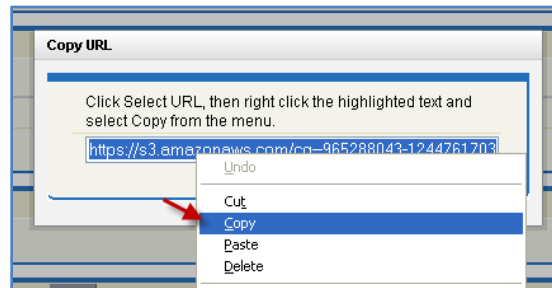 Copy URL
Click Select URL, then right click the highlighted text and
select Copy from the menu.
https://s3.amazonaws.com/cg--965288043-1244761703
Undo
Cut
Copy
Paste
Delete